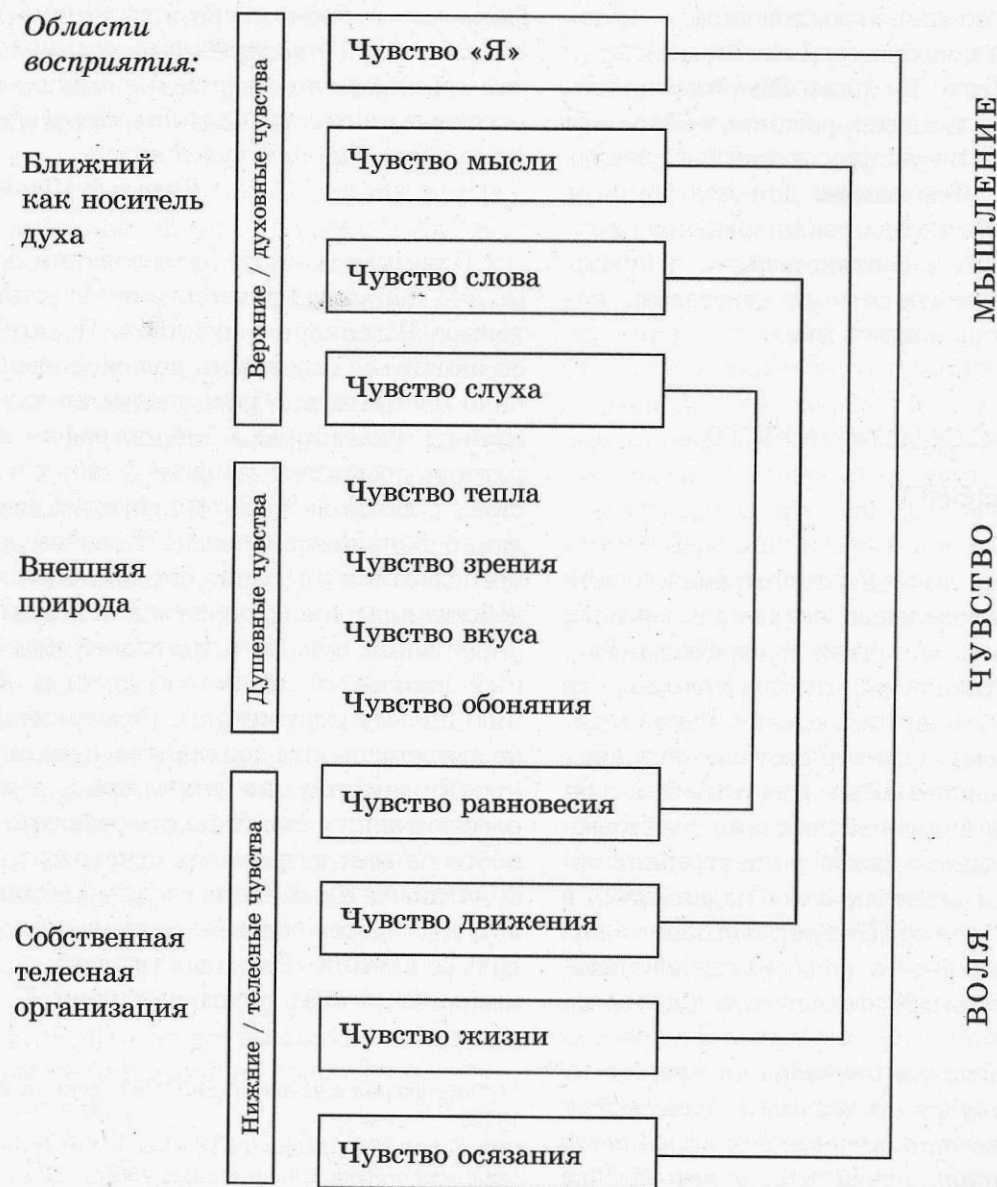 Области
восприятия:
Ближний
как носитель
духа
Внешняя
природа
Собственная
телесная
организация
Верхние / духовные чувства
Душевные чувства
Нижние / телесные чувства
Чувство «Я»
Чувство мысли
Чувство слова
Чувство слуха
Чувство тепла
Чувство зрения
Чувство вкуса
Чувство обоняния
Чувство равновесия
Чувство движения
Чувство жизни
Чувство осязания
МЫШЛЕНИЕ
ЧУВСТВО
ВОЛЯ